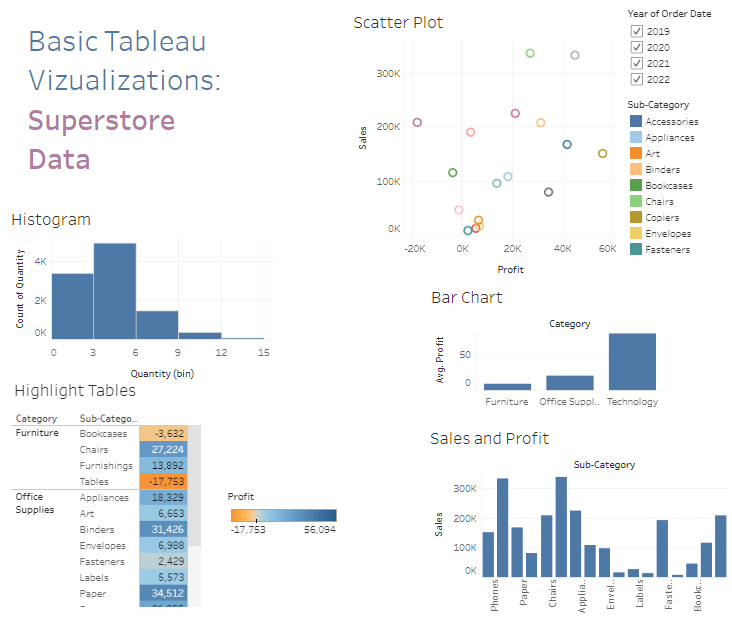 Basic Tableau
Vizualizations:
Superstore
Data
Scatter Plot
Sales
300K
200K
100K
0K
-20K
0K
20K
40K
60K
Profit
Year of Order Date
2019
2020
2021
2022
Sub-Category
Accessories
Appliances
Art
Binders
Bookcases
Chairs
Copiers
Envelopes
Fasteners
Histogram
Count of Quantity
4K
2K
0K
0
3
6
9
12
15
Quantity (bin)
Bar Chart
Category
Avg. Profit
50
0
Furniture
Office Suppl..
Technology
Highlight Tables
Category Sub-Catego..
Furniture Bookcases -3,632
Chairs 27,224
Furnishings 13,892
Tables -17,753
Office Supplies Appliances 18,329
Art 6,653
Binders 31,426
Envelopes 6,988
Fasteners 2,429
Labels 5,573
Paper 34,512
Profit
-17,753
56,094
Sales and Profit
Sub-Category
Sales
300K
200K
100K
0K
Phones
Paper
Chairs
Applia..
Envel..
Labels
Faste..
Bookc..